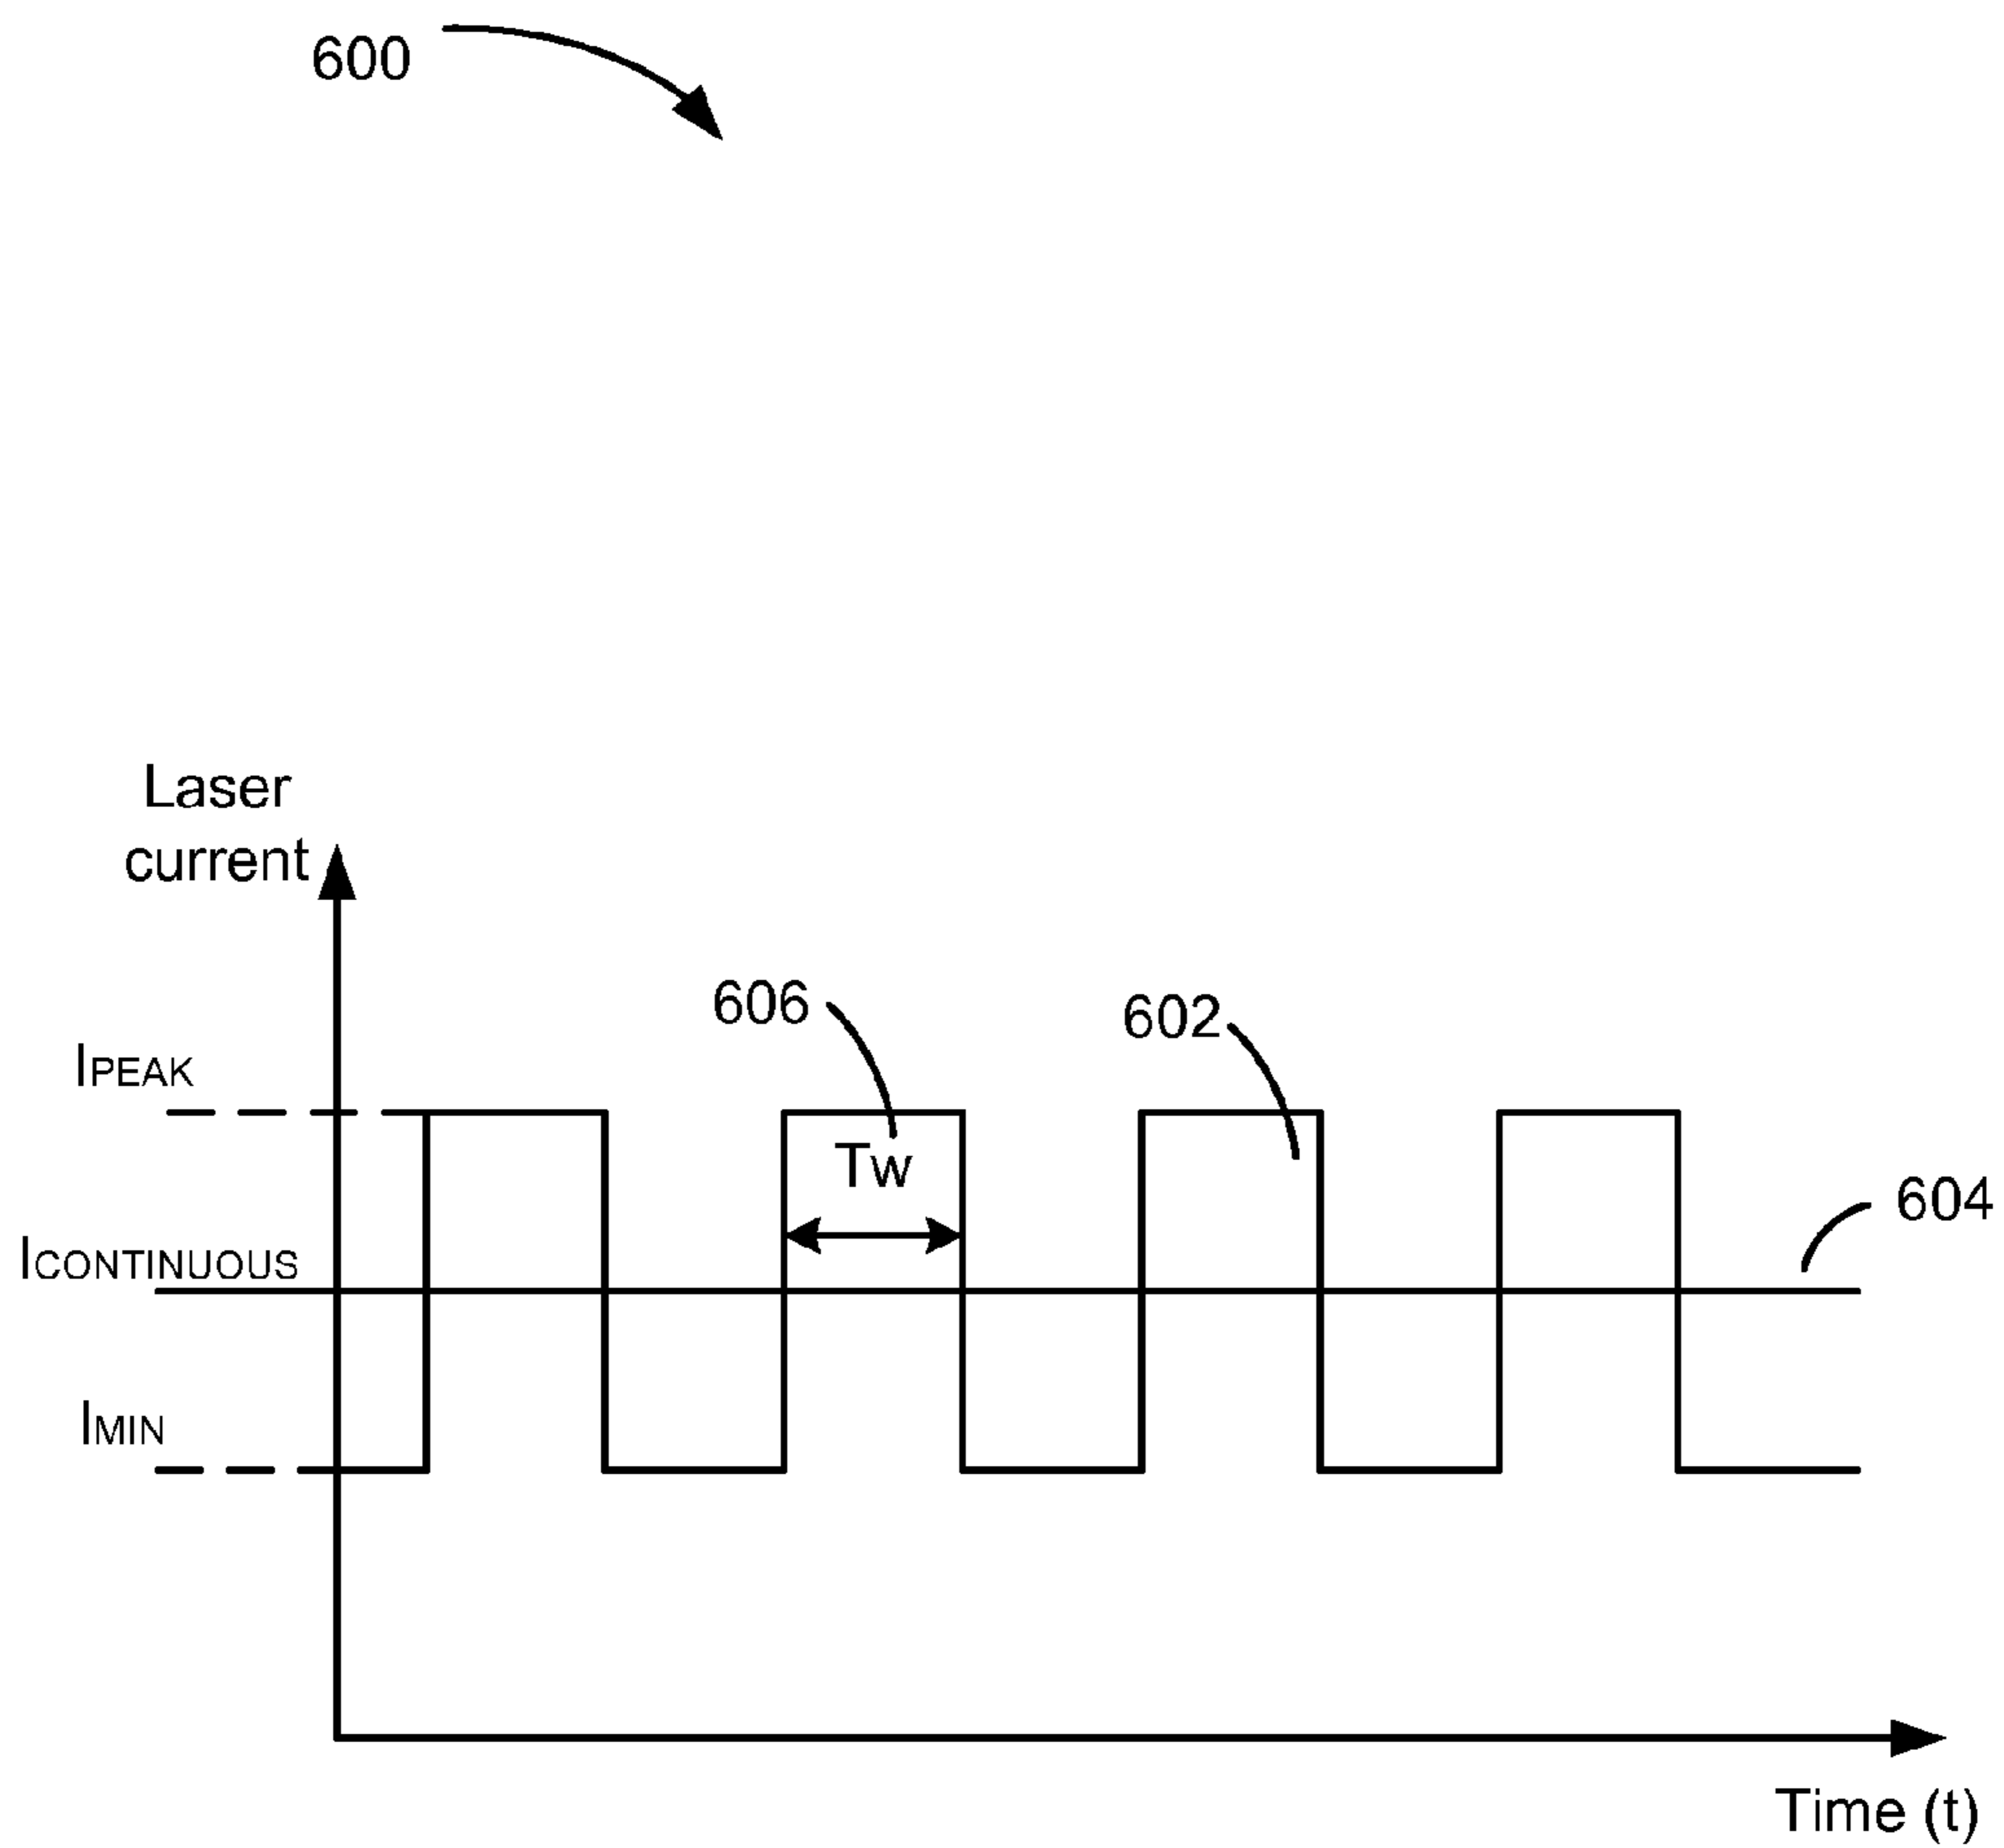 600
Laser
current
606
602
IPEAK
TW
604
ICONTINUOUS
IMIN
Time (t)